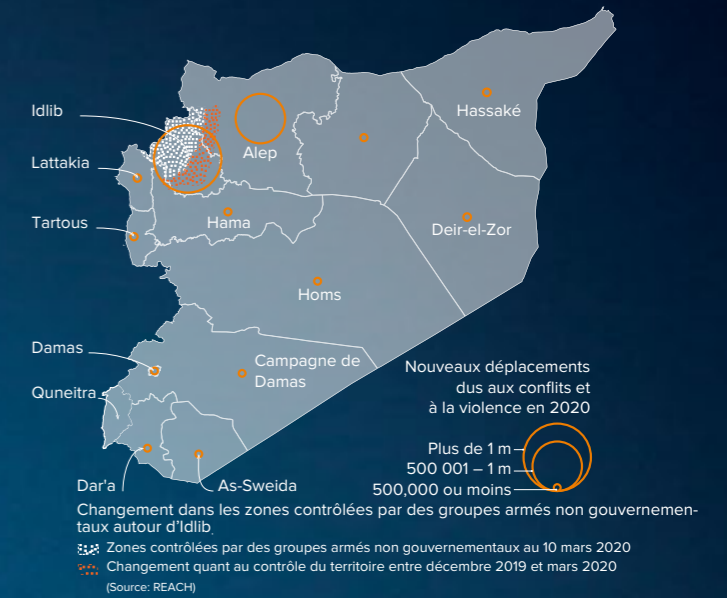 Idlib
Alep
Hassaké
Lattakia
Tartous
Hama
Deir-el-Zor
Homs
Damas
Campagne de
Damas
Quneitra
Dar'a
As-Sweida
Nouveaux déplacements
dus aux conflits et
à la violence en 2020
Plus de 1 m
500 001 – 1 m
500,000 ou moins
Changement dans les zones contrôlées par des groupes armés non gouvernemen-
taux autour d'Idlib.
Zones contrôlées par des groupes armés non gouvernementaux au 10 mars 2020
Changement quant au contrôle du territoire entre décembre 2019 et mars 2020
(Source: REACH)